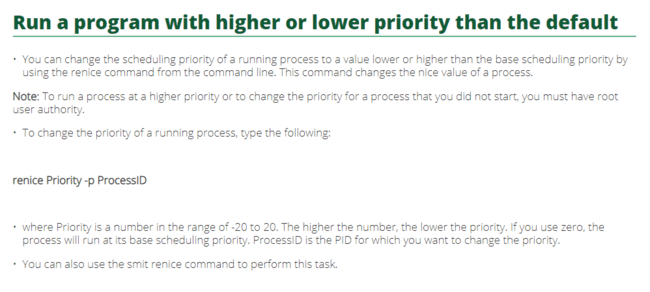 Run a program with higher or lower priority than the default
• You can change the scheduling priority of a running process to a value lower or higher than the base scheduling priority by
using the renice command from the command line. This command changes the nice value of a process.
Note: To run a process at a higher priority or to change the priority for a process that you did not start, you must have root
user authority.
• To change the priority of a running process, type the following:
renice Priority -p ProcessID
• where Priority is a number in the range of -20 to 20. The higher the number, the lower the priority. If you use zero, the
process will run at its base scheduling priority. ProcessID is the PID for which you want to change the priority.
• You can also use the smit renice command to perform this task.